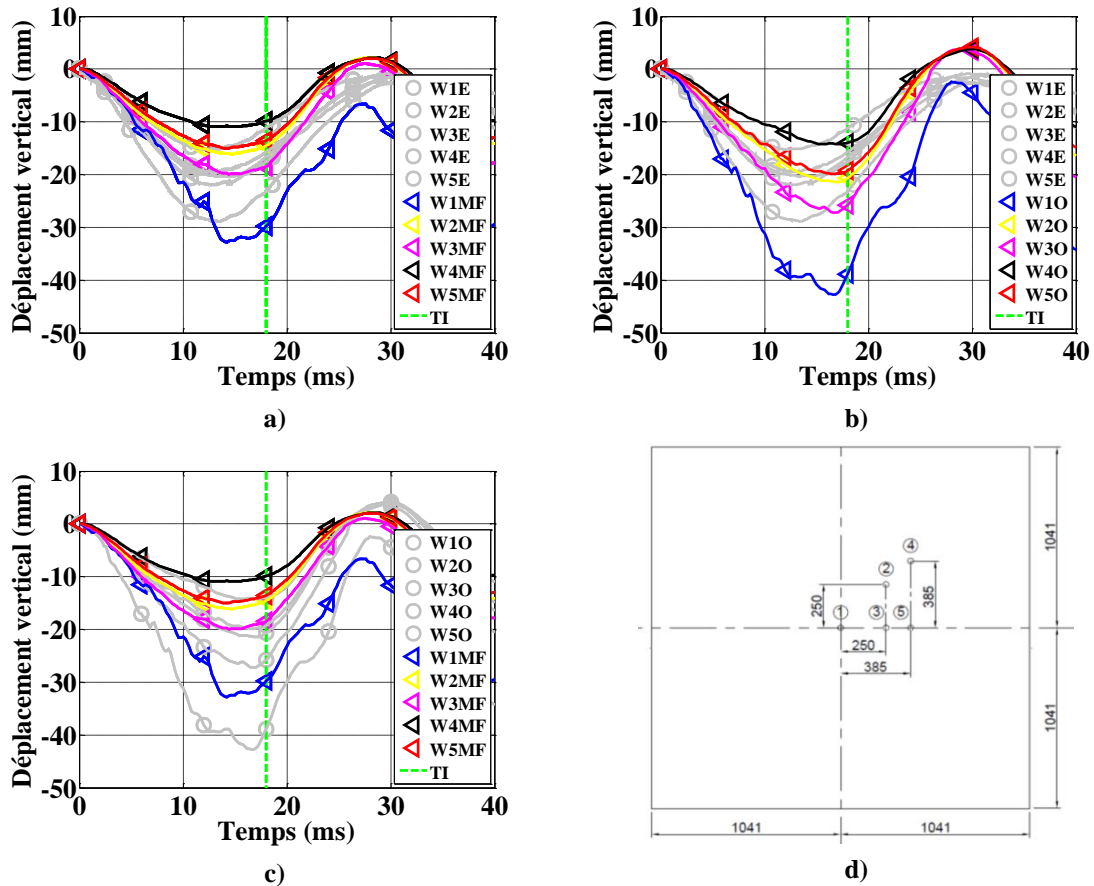 Déplacement vertical (mm)
10
0
-10
-20
-30
-40
-50
0
10
20
30
40
Temps (ms)
W1E
W2E
W3E
W4E
W5E
W1MF
W2MF
W3MF
W4MF
W5MF
TI
a)
Déplacement vertical (mm)
10
0
-10
-20
-30
-40
-50
0
10
20
30
40
Temps (ms)
W1E
W2E
W3E
W4E
W5E
W1O
W2O
W3O
W4O
W5O
TI
b)
Déplacement vertical (mm)
10
0
-10
-20
-30
-40
-50
0
10
20
30
40
Temps (ms)
W1O
W2O
W3O
W4O
W5O
W1MF
W2MF
W3MF
W4MF
W5MF
TI
c)
4
2
1
3
5
250
385
250
385
1041
1041
1041
1041
d)